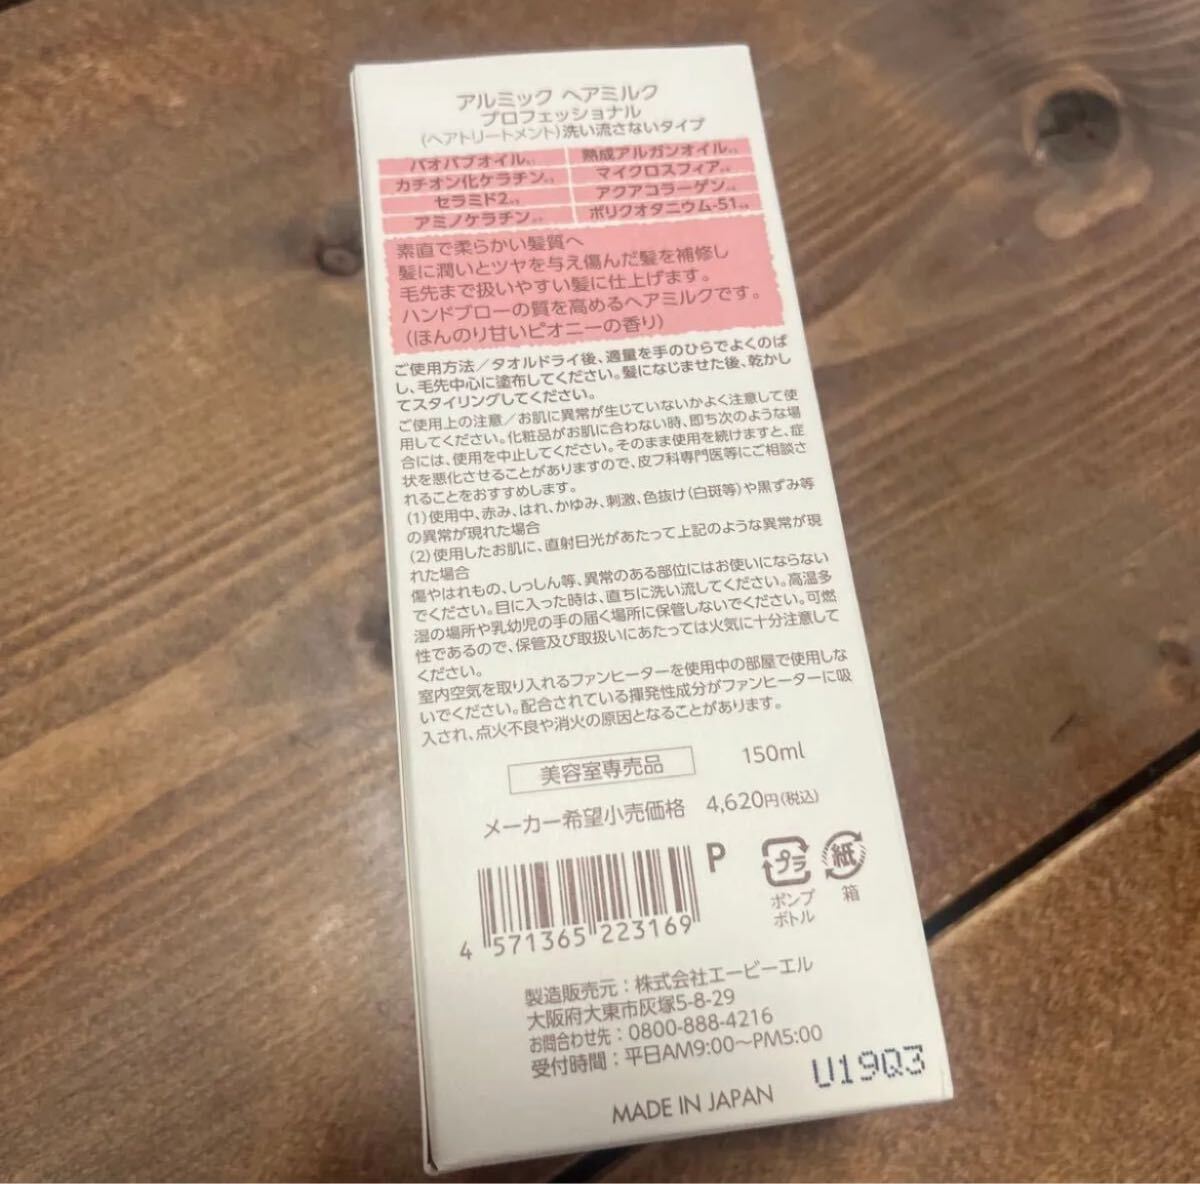 アルミック ヘアミルク
プロフェッショナル
(ヘアトリートメント)洗い流さないタイプ
バオバブオイル 熟成アルガンオイル
カチオン化ケラチン マイクロスフィア
セラミド2 アクアコラーゲン
アミノケラチン ポリクオタニウム-51
素直で柔らかい髪質へ
髪に潤いとツヤを与え傷んだ髪を補修し
毛先まで扱いやすい髪に仕上げます。
ハンドブローの質を高めるヘアミルクです。
(ほんのり甘いピオニーの香り)
ご使用方法/タオルドライ後、適量を手のひらでよくのば
し、毛先中心に塗布してください。髪になじませた後、乾かし
てスタイリングしてください。
ご使用上の注意/お肌に異常が生じていないかよく注意して使
用してください。化粧品がお肌に合わない時、即ち次のような場
合には、使用を中止してください。そのまま使用を続けますと、症
状を悪化させることがありますので、皮フ科専門医等にご相談さ
れることをおすすめします。
(1)使用中、赤み、はれ、かゆみ、刺激、色抜け(白斑等)や黒ずみ等
の異常が現れた場合
(2)使用したお肌に、直射日光があたって上記のような異常が現
れた場合
傷やはれもの、しっしん等、異常のある部位にはお使いにならない
でください。目に入った時は、直ちに洗い流してください。高温多
湿の場所や乳幼児の手の届く場所に保管しないでください。可燃
性であるので、保管及び取扱いにあたっては火気に十分注意して
ください。
室内空気を取り入れるファンヒーターを使用中の部屋で使用しな
いでください。配合されている揮発性成分がファンヒーターに吸
入され、点火不良や消火の原因となることがあります。
美容室専売品 150ml
メーカー希望小売価格 4,620円(税込)
P
プラ 紙
ポンプ 箱
ボトル
4 571365 223169
製造販売元:株式会社エービーエル
大阪府大東市灰塚5-8-29
お問合わせ先:0800-888-4216
受付時間:平日AM9:00〜PM5:00
U19Q3
MADE IN JAPAN